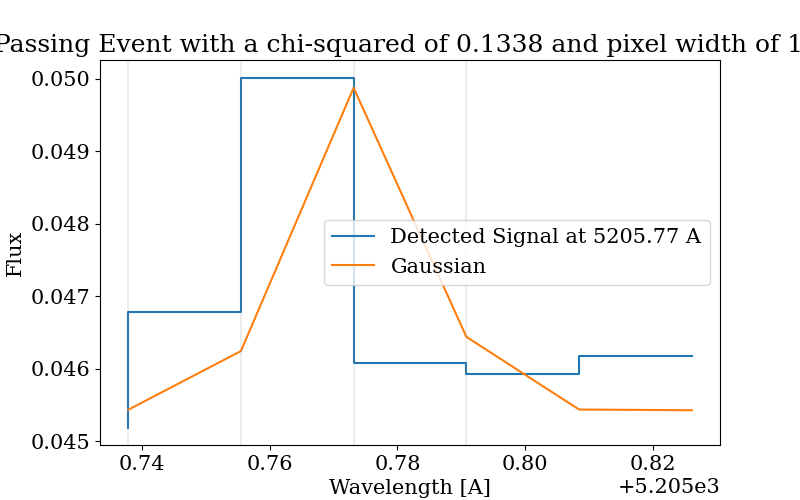 Passing Event with a chi-squared of 0.1338 and pixel width of 1
0.050
0.049
0.048
0.047
0.046
0.045
Flux
Detected Signal at 5205.77 A
Gaussian
0.74 0.76 0.78 0.80 0.82
+5.205e3
Wavelength [A]